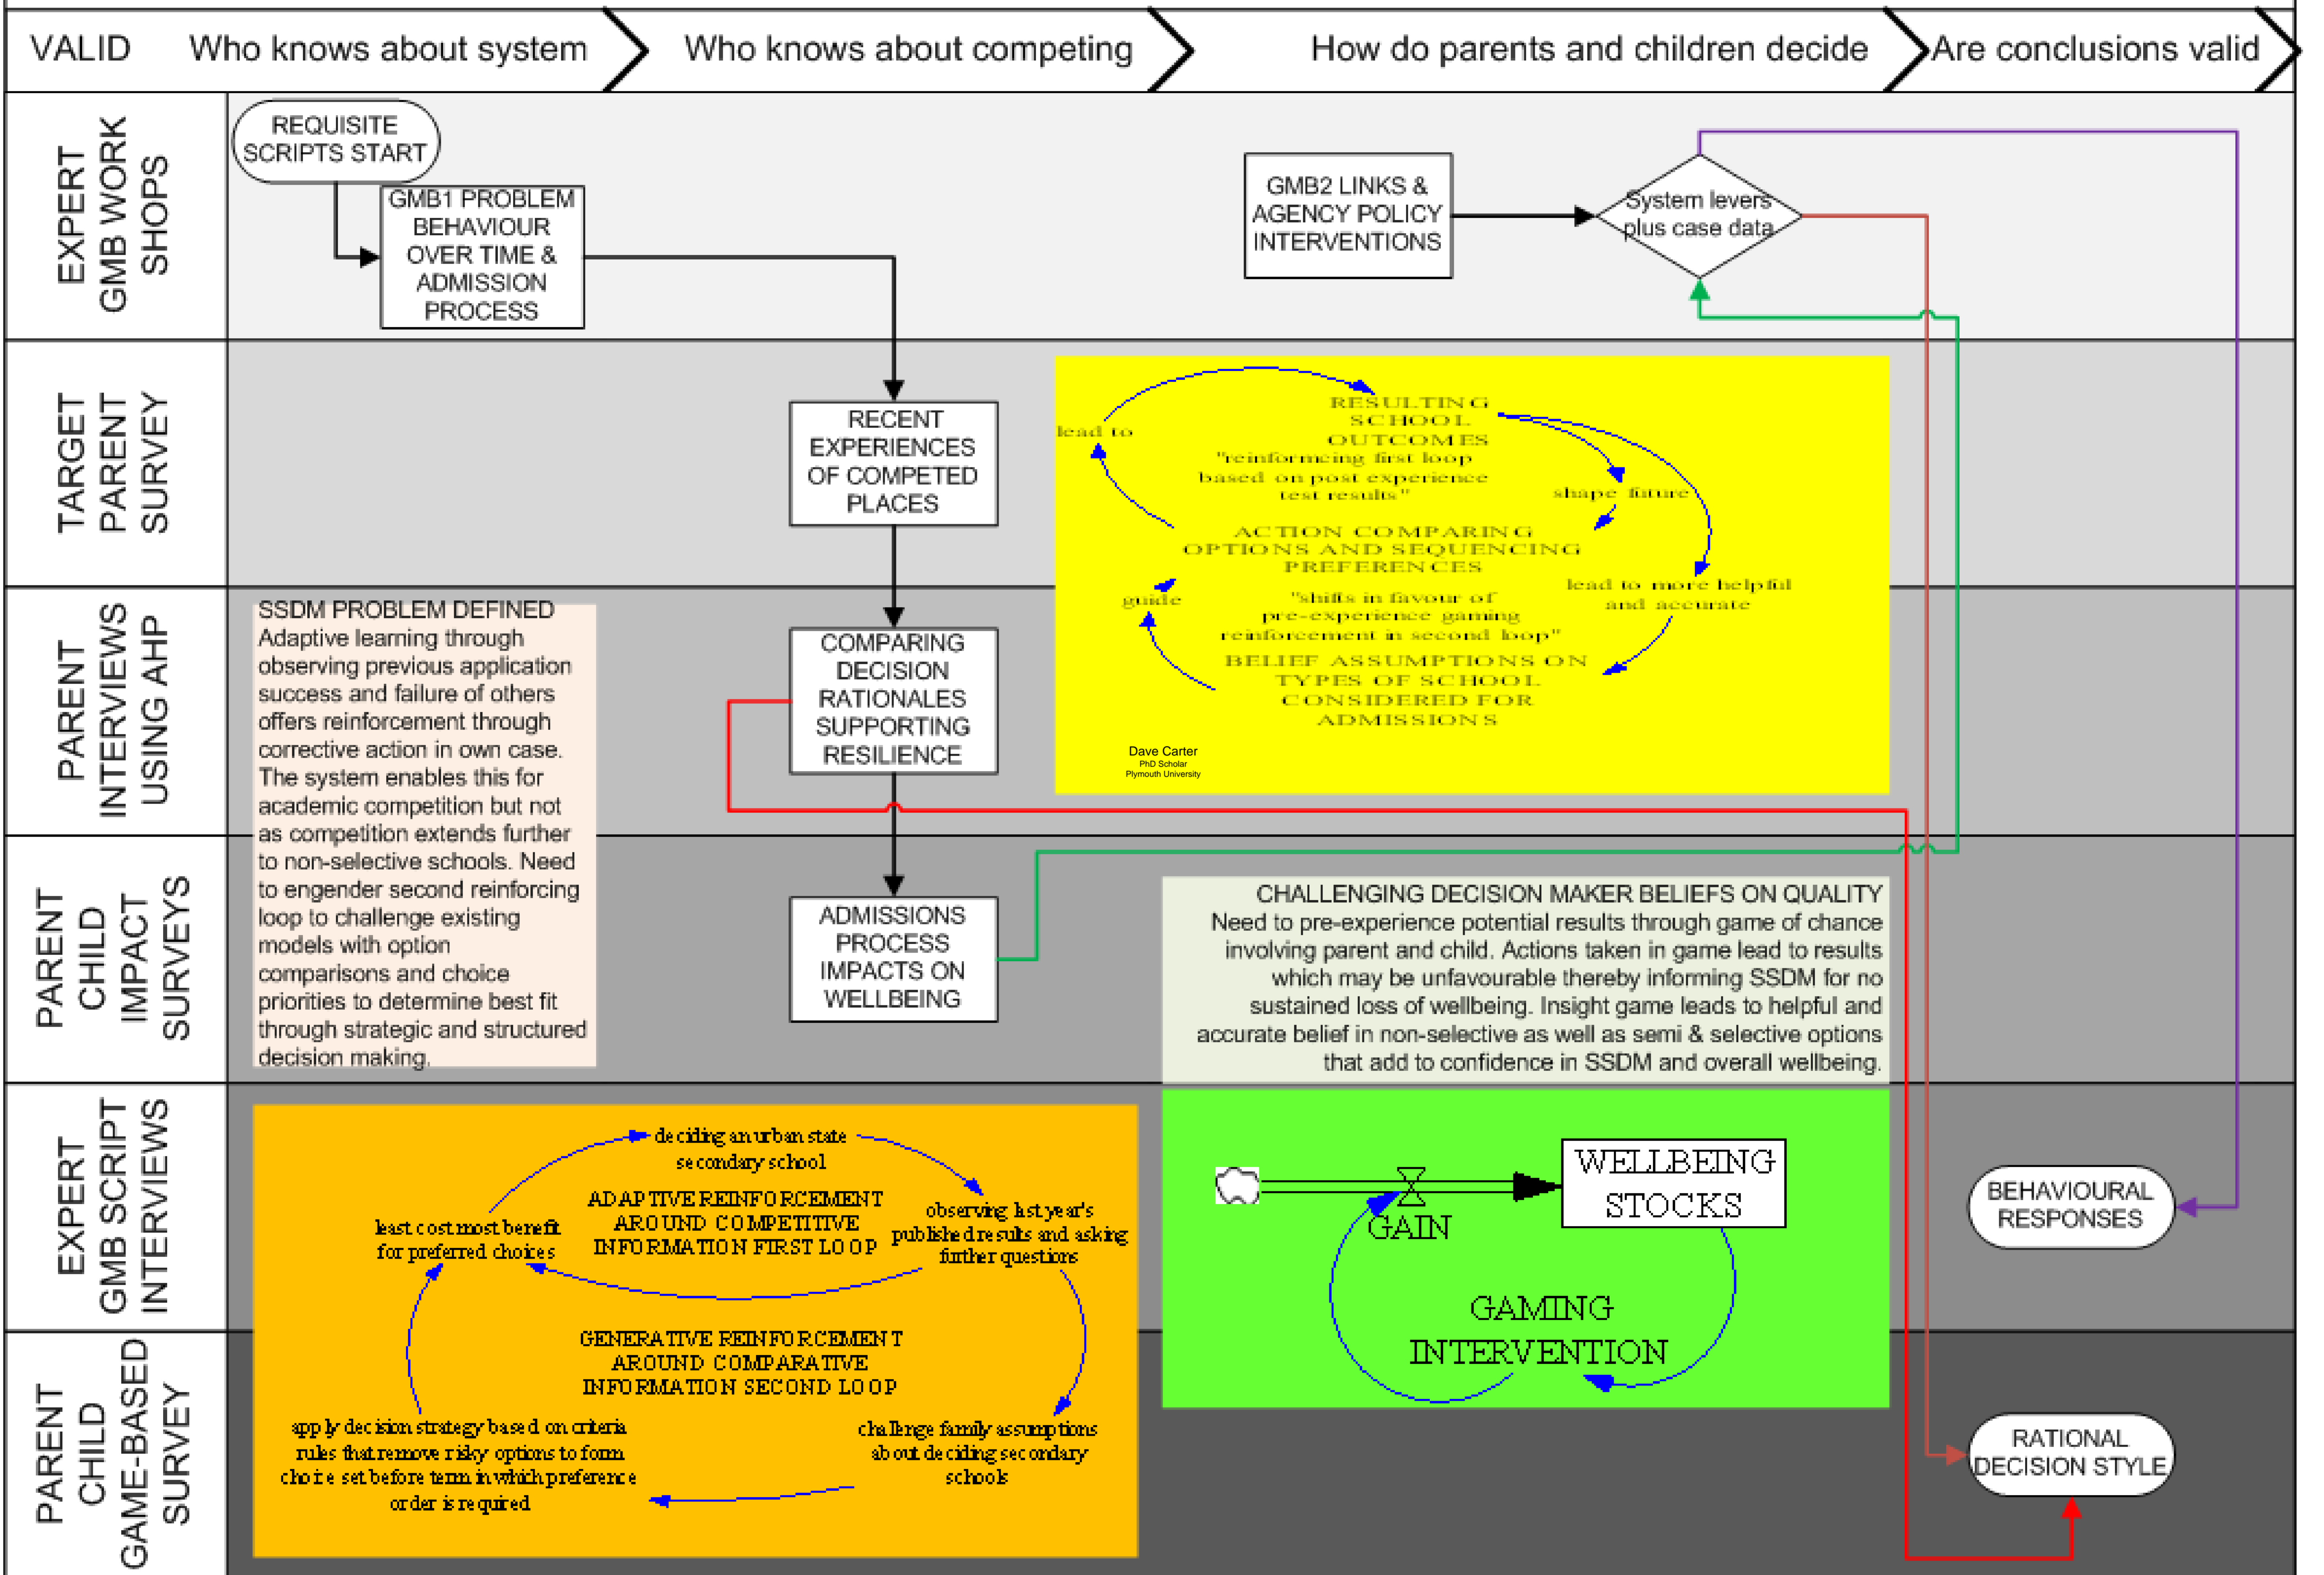 VALID
Who knows about system
Who knows about competing
How do parents and children decide
Are conclusions valid
EXPERT
GMB WORK
SHOPS
REQUISITE
SCRIPTS START
GMB1 PROBLEM
BEHAVIOUR
OVER TIME &
ADMISSION
PROCESS
GMB2 LINKS &
AGENCY POLICY
INTERVENTIONS
System levers
plus case data
TARGET
PARENT
SURVEY
RECENT
EXPERIENCES
OF COMPETED
PLACES
lead to
RESULTING
SCHOOL
OUTCOMES
"reinformcing first loop
based on post experience
test results"
shape future
ACTION COMPARING
OPTIONS AND SEQUENCING
PREFERENCES
lead to more helpful
and accurate
guide
"shifts in favour of
pre-experience gaming
reinforcement in second loop"
BELIEF ASSUMPTIONS ON
TYPES OF SCHOOL
CONSIDERED FOR
ADMISSIONS
Dave Carter
PhD Scholar
Plymouth University
PARENT
INTERVIEWS
USING AHP
SSDM PROBLEM DEFINED
Adaptive learning through
observing previous application
success and failure of others
offers reinforcement through
corrective action in own case.
The system enables this for
academic competition but not
as competition extends further
to non-selective schools. Need
to engender second reinforcing
loop to challenge existing
models with option
comparisons and choice
priorities to determine best fit
through strategic and structured
decision making.
COMPARING
DECISION
RATIONALES
SUPPORTING
RESILIENCE
PARENT
CHILD
IMPACT
SURVEYS
ADMISSIONS
PROCESS
IMPACTS ON
WELLBEING
CHALLENGING DECISION MAKER BELIEFS ON QUALITY
Need to pre-experience potential results through game of chance
involving parent and child. Actions taken in game lead to results
which may be unfavourable thereby informing SSDM for no
sustained loss of wellbeing. Insight game leads to helpful and
accurate belief in non-selective as well as semi & selective options
that add to confidence in SSDM and overall wellbeing.
EXPERT
GMB SCRIPT
INTERVIEWS
deciding an urban state
secondary school
ADAPTIVE REINFORCEMENT
AROUND COMPETITIVE
INFORMATION FIRST LOOP
observing last year's
published results and asking
further questions
least cost most benefit
for preferred choices
GENERATIVE REINFORCEMENT
AROUND COMPARATIVE
INFORMATION SECOND LOOP
apply decision strategy based on criteria
rules that remove risky options to form
choice set before term in which preference
order is required
challenge family assumptions
about deciding secondary
schools
WELLBEING
STOCKS
GAIN
GAMING
INTERVENTION
BEHAVIOURAL
RESPONSES
PARENT
CHILD
GAME-BASED
SURVEY
RATIONAL
DECISION STYLE